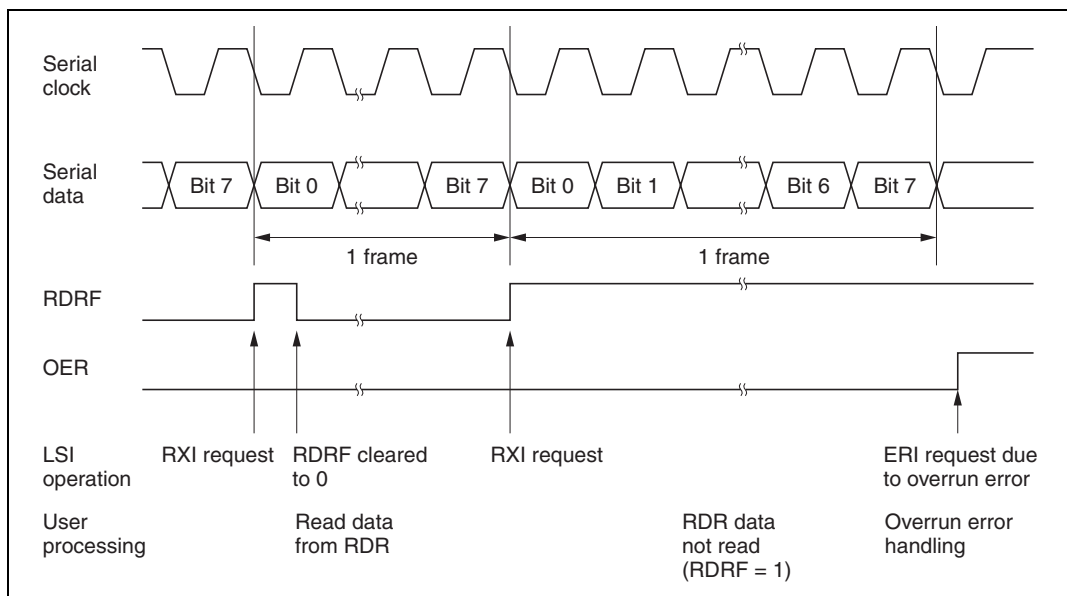 Serial
clock
Serial
data
Bit 7
Bit 0
Bit 7
Bit 0
Bit 1
Bit 6
Bit 7
1 frame
1 frame
RDRF
OER
LSI
operation
RXI request
RDRF cleared
to 0
RXI request
ERI request due
to overrun error
User
processing
Read data
from RDR
RDR data
not read
(RDRF = 1)
Overrun error
handling